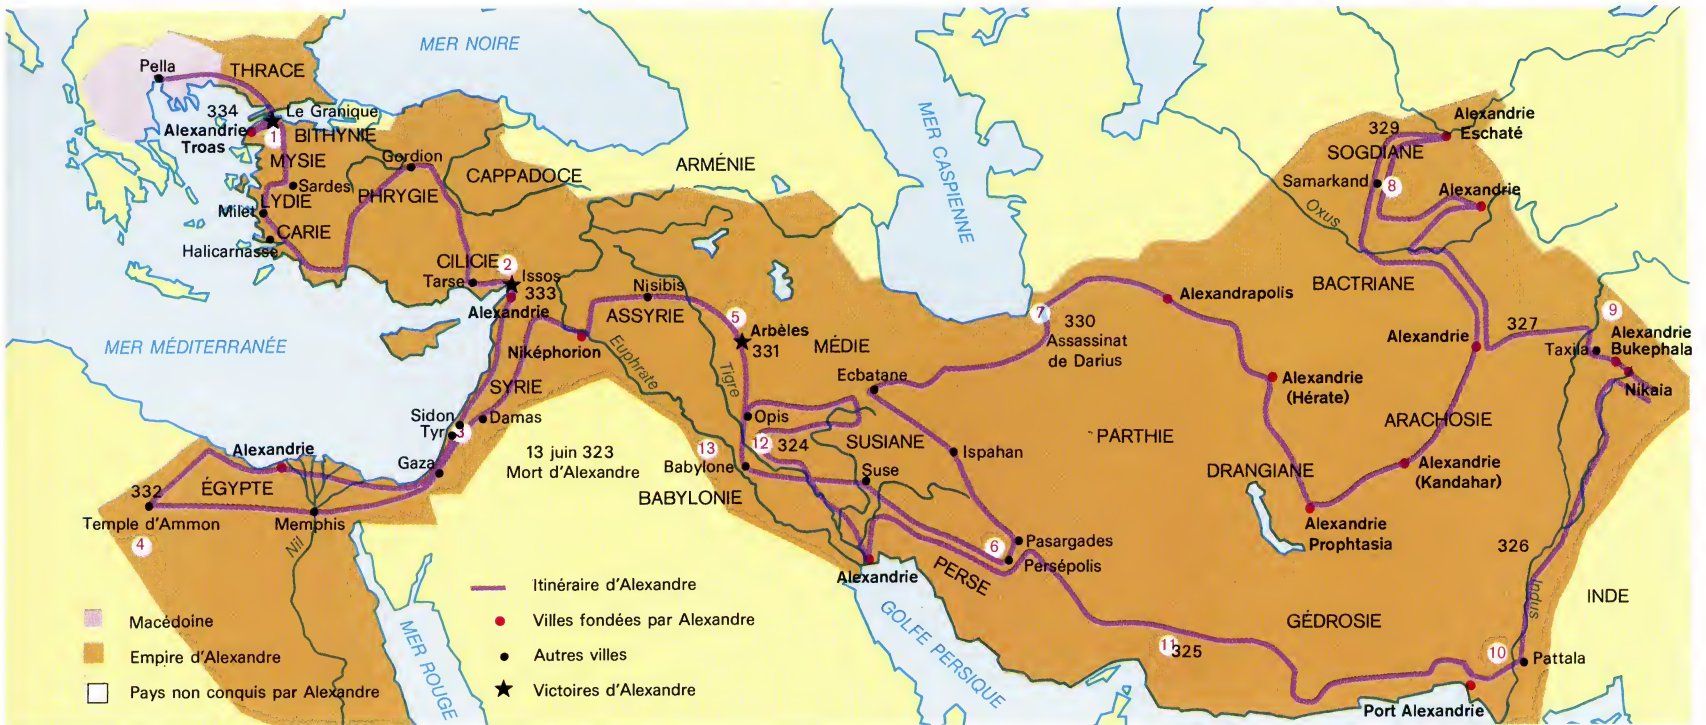 MER NOIRE
Pella
THRACE
334
Le Granique
Alexandrie
Troas
1
BITHYNIE
MYSIE
Sardes
LYDIE
Milet
CARIE
Halicarnasse
Gordion
PHRYGIE
CAPPADOCE
ARMÉNIE
CILICIE
2
Tarse
Issos
333
Alexandrie
MER MÉDITERRANÉE
Nisibis
ASSYRIE
5
Arbèles
331
MÉDIE
Niképhorion
Euphrate
Tigre
SYRIE
Sidon
Tyr
3
Damas
Gaza
Alexandrie
ÉGYPTE
332
Temple d'Ammon
4
Memphis
Nil
13 juin 323
Mort d'Alexandre
MER CASPIENNE
7
330
Assassinat
de Darius
Ecbatane
Opis
12
324
SUSIANE
13
Babylone
BABYLONIE
Suse
Ispahan
PARTHIE
6
Pasargades
Persépolis
PERSE
Alexandrie
GOLFE PERSIQUE
MER ROUGE
Alexandrapolis
Alexandrie
(Hérate)
DRANGIANE
Alexandrie
Prophtasia
ARACHOSIE
Alexandrie
(Kandahar)
Alexandrie
BACTRIANE
Oxus
329
SOGDIANE
Samarkand
8
Alexandrie
Eschaté
Alexandrie
327
9
Alexandrie
Bukephala
Taxila
Nikaia
326
Indus
INDE
GÉDROSIE
11
325
10
Pattala
Port Alexandrie
Macédoine
Empire d'Alexandre
Pays non conquis par Alexandre
Itinéraire d'Alexandre
Villes fondées par Alexandre
Autres villes
Victoires d'Alexandre